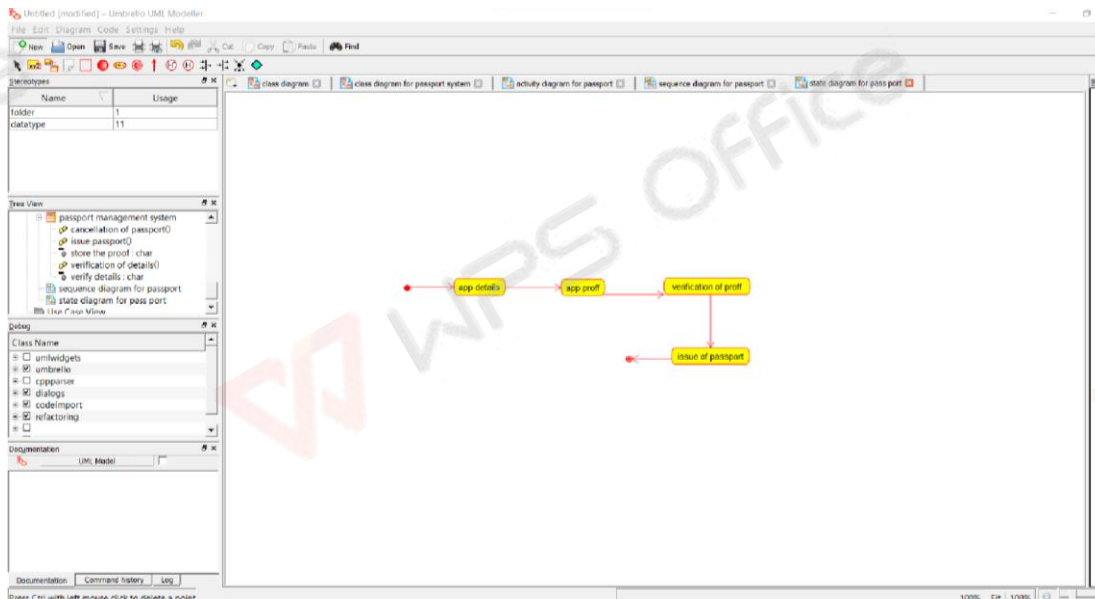 Untitled [modified] – Umbrello UML Modeller
File Edit Diagram Code Settings Help
New Open Save Cut Copy Paste Find
Stereotypes
Name Usage
folder 1
datatype 11
class diagram class diagram for passport system activity diagram for passport sequence diagram for passport state diagram for pass port
Tree View
passport management system
cancellation of passport()
issue passport()
store the proof : char
verification of details()
verify details : char
sequence diagram for passport
state diagram for pass port
Use Case View
app details app proff verification of proff
issue of passport
WPS Office
Debug
Class Name
umlwidgets
umbrello
cppparser
dialogs
codeimport
refactoring
Documentation
UML Model
Documentation Command history Log
Press Ctrl with left mouse click to delete a point
100% Fit 100%